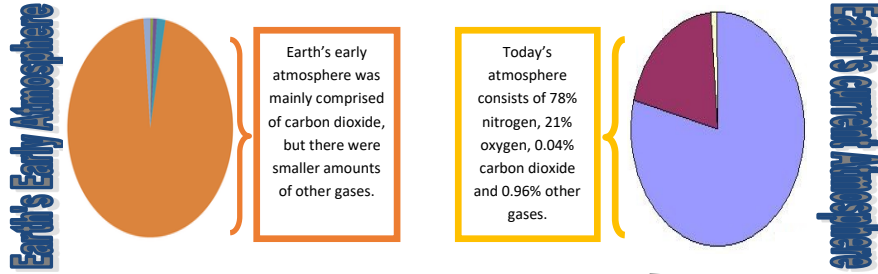 Earth's Early Atmosphere
Earth's early
atmosphere was
mainly comprised
of carbon dioxide,
but there were
smaller amounts
of other gases.
Today's
atmosphere
consists of 78%
nitrogen, 21%
oxygen, 0.04%
carbon dioxide
and 0.96% other
gases.
Earth's current Atmosphere